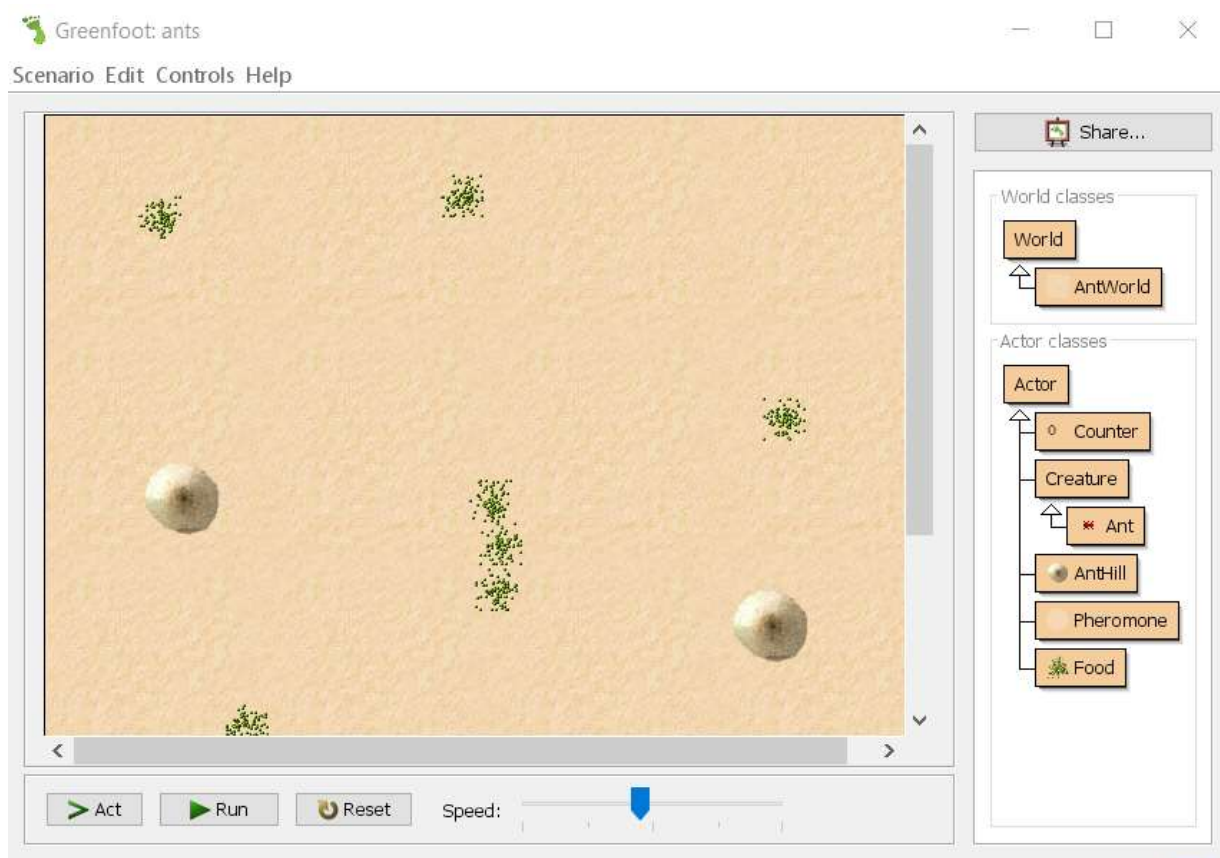 Greenfoot: ants
Scenario Edit Controls Help
Share...
World classes
World
AntWorld
Actor classes
Actor
0 Counter
Creature
Ant
AntHill
Pheromone
Food
Act Run Reset Speed: